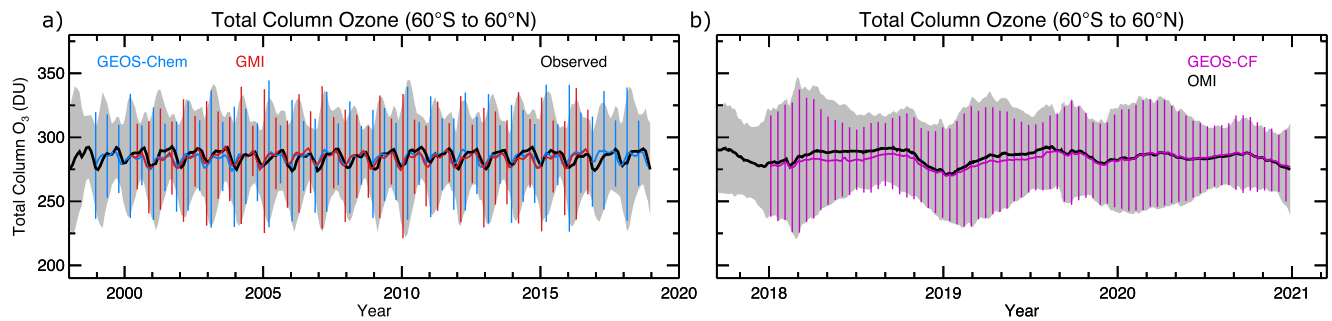 a)
Total Column Ozone (60°S to 60°N)
GEOS-Chem
GMI
Observed
Total Column O3 (DU)
350
300
250
200
2000
2005
2010
2015
2020
Year
b)
Total Column Ozone (60°S to 60°N)
GEOS-CF
OMI
2018
2019
2020
2021
Year